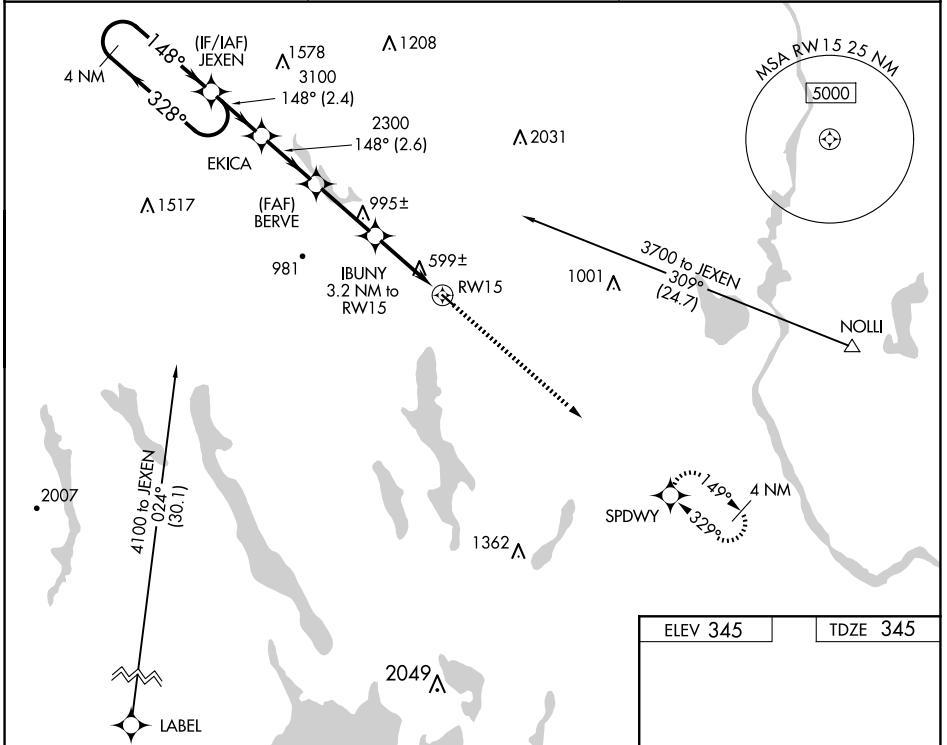 148°
328°
4 NM
(IF/IAF)
JEXEN
1578
1208
3100
148° (2.4)
2300
148° (2.6)
2031
EKICA
(FAF)
BERVE
1517
995±
981
IBUNY
3.2 NM to
RW15
599±
RW15
MSA RW15 25 NM
5000
3700 to JEXEN
309°
(24.7)
1001
NOLLI
4100 to JEXEN
024°
(30.1)
2007
SPDWY
149°
329°
4 NM
1362
2049
LABEL
ELEV 345
TDZE 345